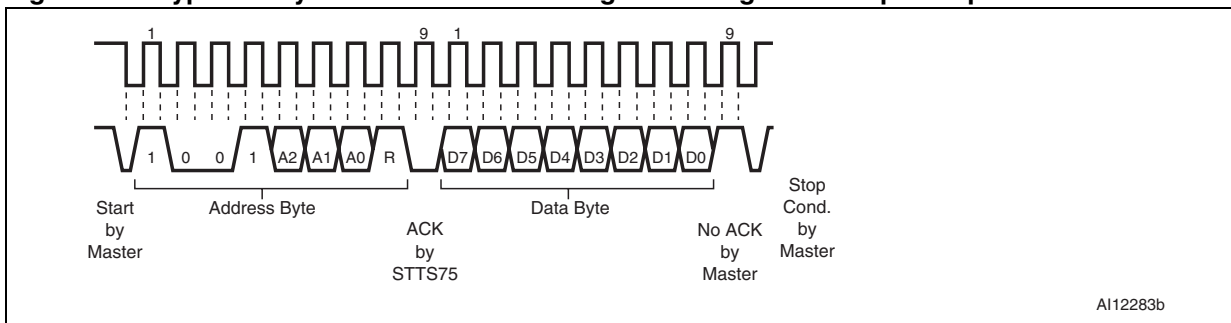 1 9 1 9
1 0 0 1 A2 A1 A0 R D7 D6 D5 D4 D3 D2 D1 D0
Start
by
Master
Address Byte
ACK
by
STTS75
Data Byte
No ACK
by
Master
Stop
Cond.
by
Master
AI12283b